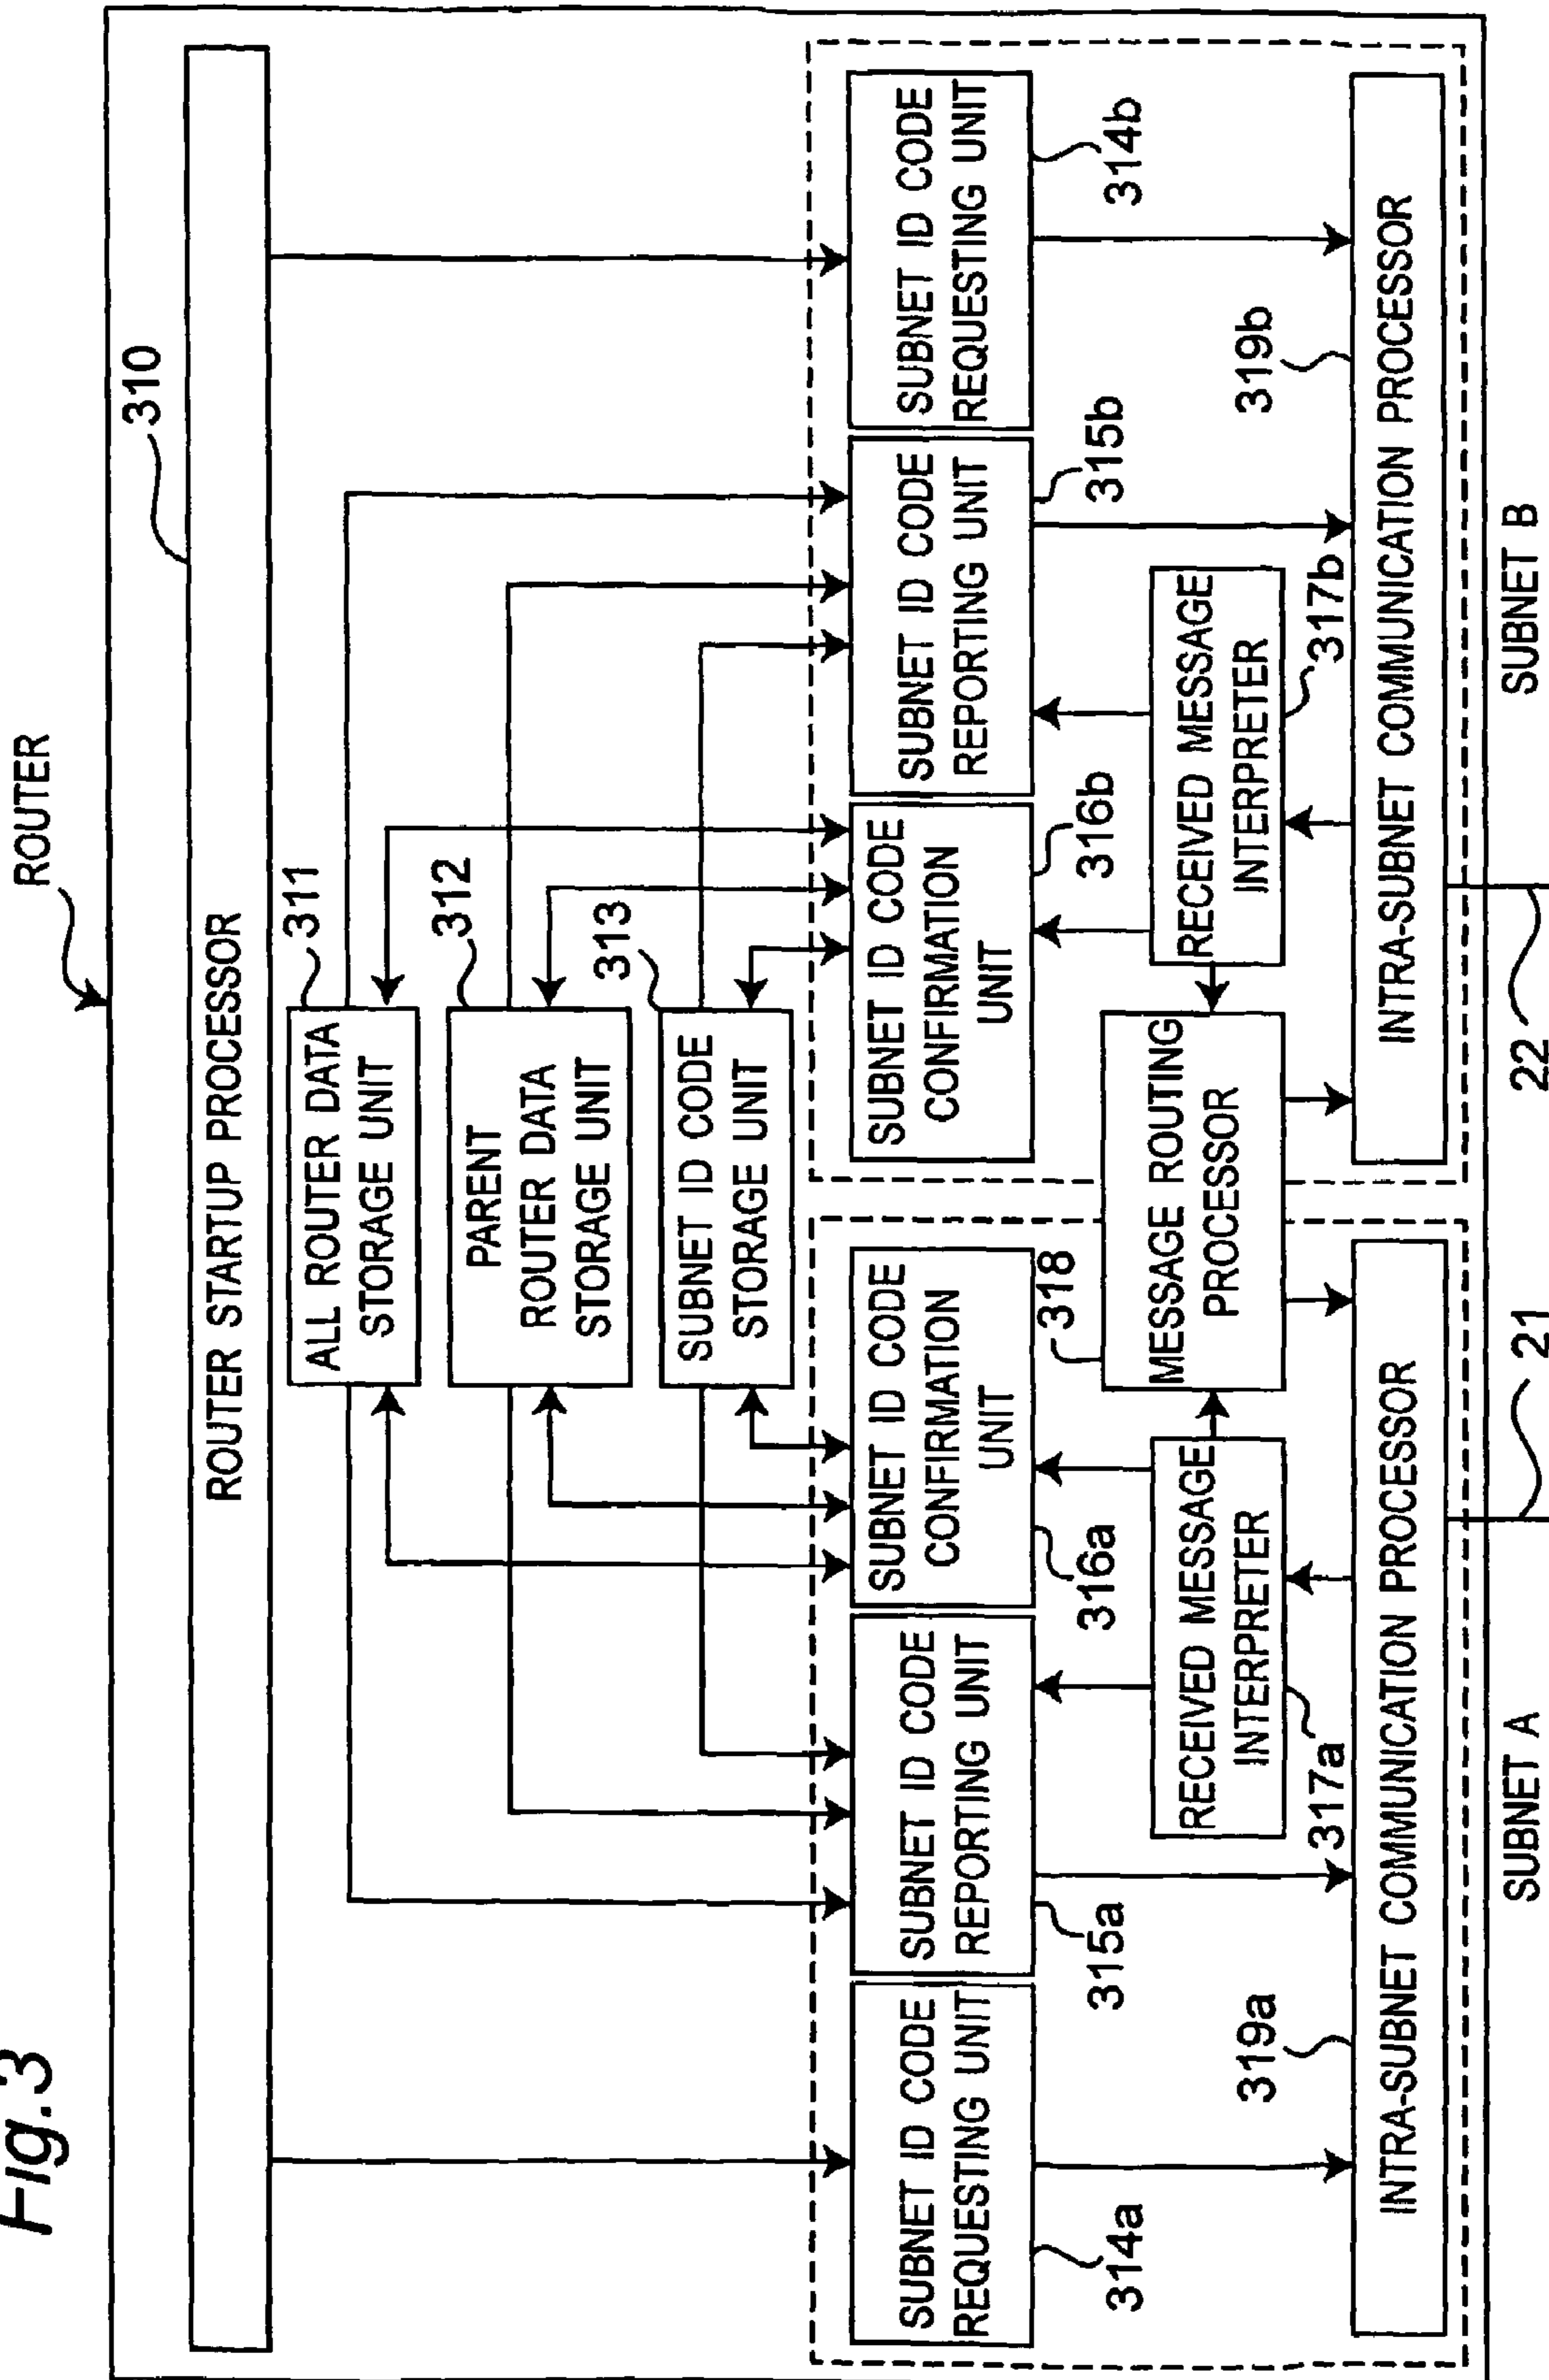 Fig.3
ROUTER
310
ROUTER STARTUP PROCESSOR
311
ALL ROUTER DATA
STORAGE UNIT
312
PARENT
ROUTER DATA
STORAGE UNIT
313
SUBNET ID CODE
STORAGE UNIT
SUBNET ID CODE
REQUESTING UNIT
314a
SUBNET ID CODE
REPORTING UNIT
315a
SUBNET ID CODE
CONFIRMATION
UNIT
316a
SUBNET ID CODE
CONFIRMATION
UNIT
316b
SUBNET ID CODE
REPORTING UNIT
315b
SUBNET ID CODE
REQUESTING UNIT
314b
RECEIVED MESSAGE
INTERPRETER
317a
318
MESSAGE ROUTING
PROCESSOR
RECEIVED MESSAGE
INTERPRETER
317b
319a
INTRA-SUBNET COMMUNICATION PROCESSOR
319b
INTRA-SUBNET COMMUNICATION PROCESSOR
SUBNET A
21
22
SUBNET B